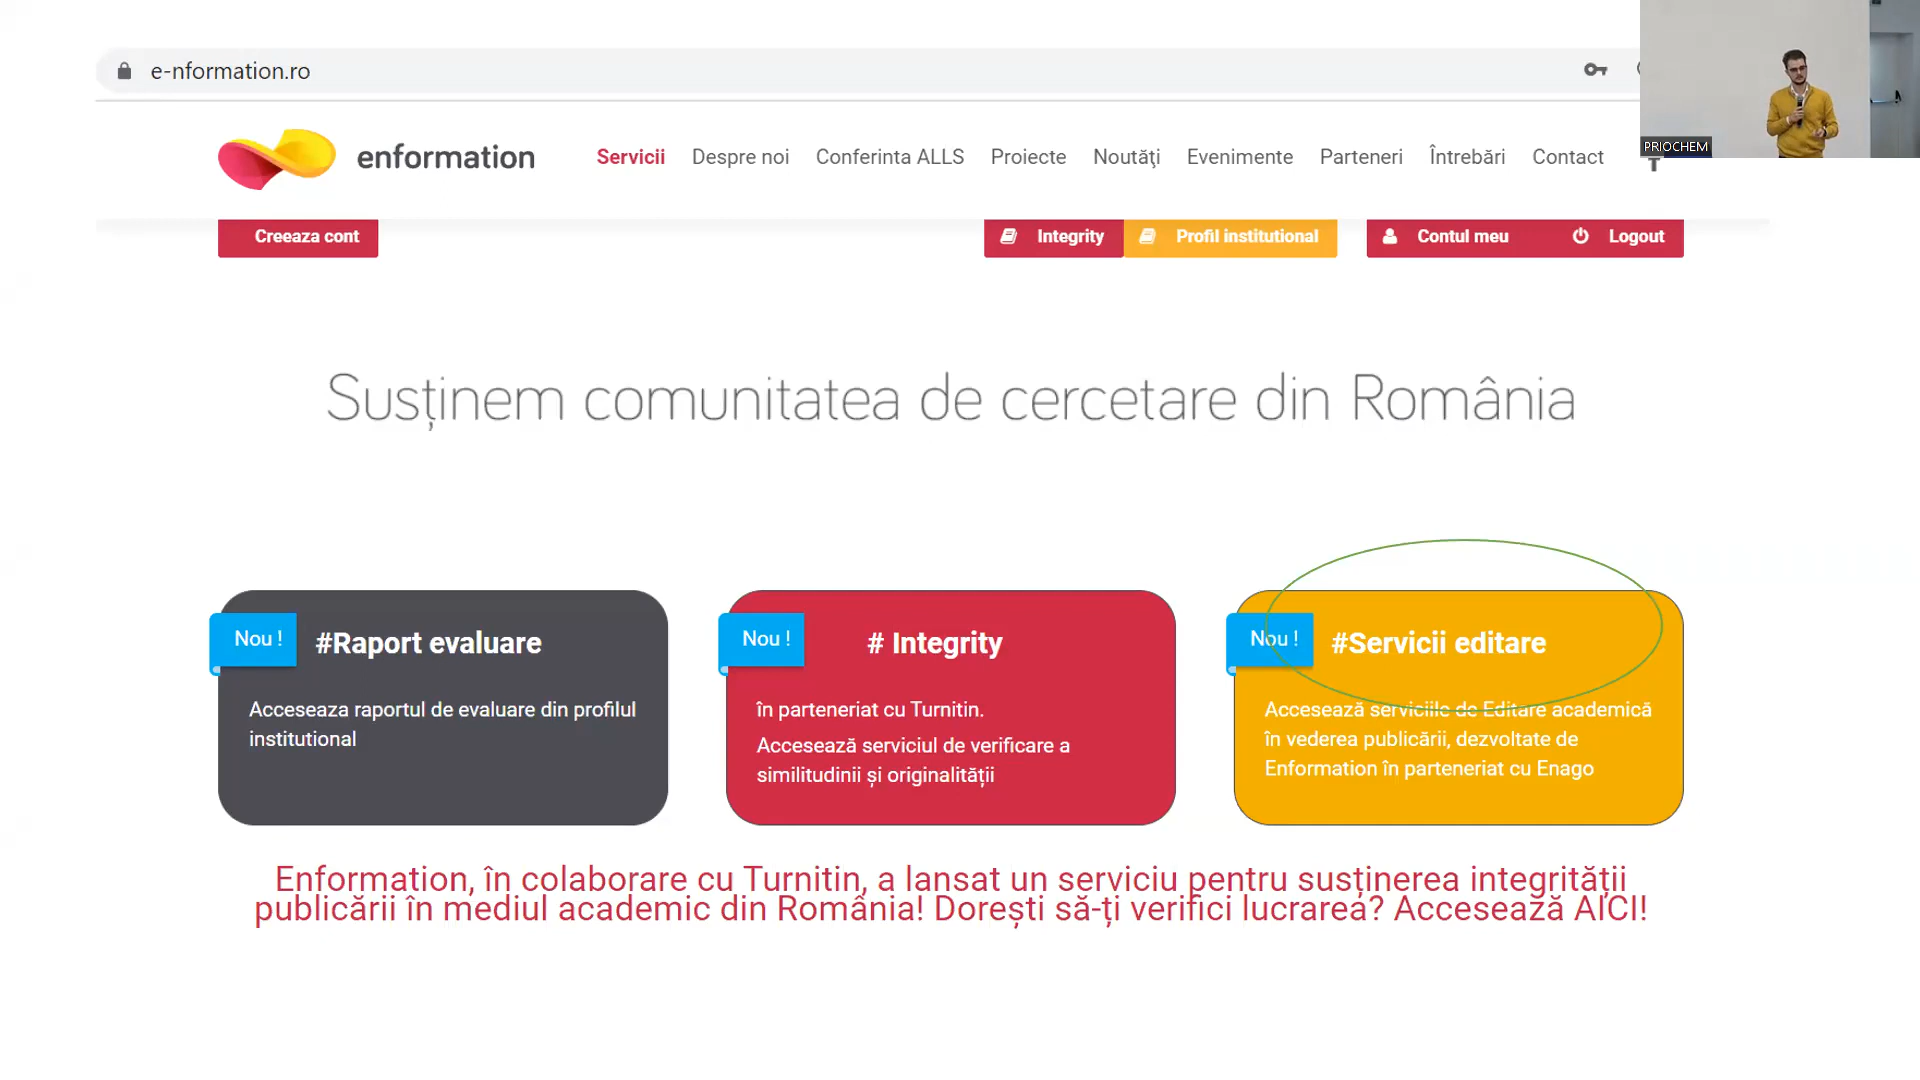 e-nformation.ro
PRIOCHEM
enformation
Servicii Despre noi Conferinta ALLS Proiecte Noutăţi Evenimente Parteneri Întrebări Contact
Creeaza cont
Integrity Profil institutional
Contul meu Logout
Susținem comunitatea de cercetare din România
Nou ! #Raport evaluare
Acceseaza raportul de evaluare din profilul
institutional
Nou ! # Integrity
în parteneriat cu Turnitin.
Accesează serviciul de verificare a
similitudinii și originalității
Nou ! #Servicii editare
Accesează serviciile de Editare academică
în vederea publicării, dezvoltate de
Enformation în parteneriat cu Enago
Enformation, în colaborare cu Turnitin, a lansat un serviciu pentru susținerea integrității
publicării în mediul academic din România! Dorești să-ți verifici lucrarea? Accesează AICI!